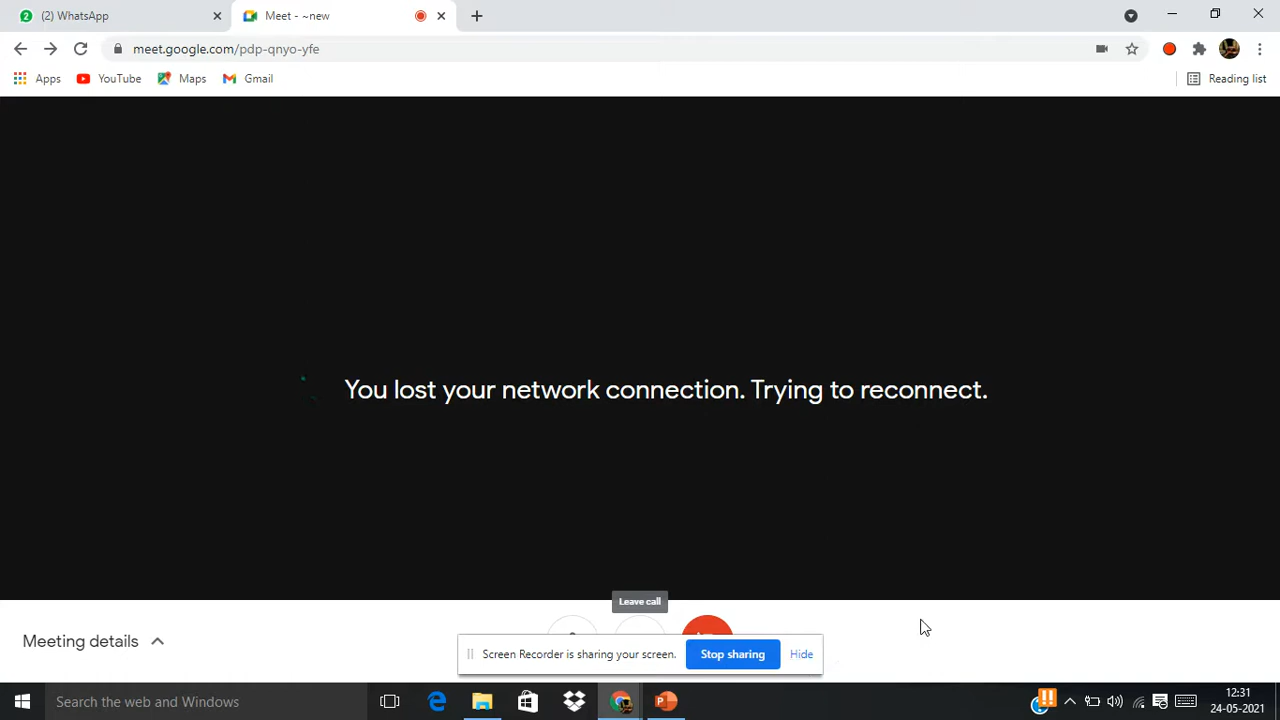 (2) WhatsApp
Meet - ~new
meet.google.com/pdp-qnyo-yfe
Apps YouTube Maps Gmail Reading list
You lost your network connection. Trying to reconnect.
Leave call
Meeting details
Screen Recorder is sharing your screen. Stop sharing Hide
Search the web and Windows
12:31
24-05-2021